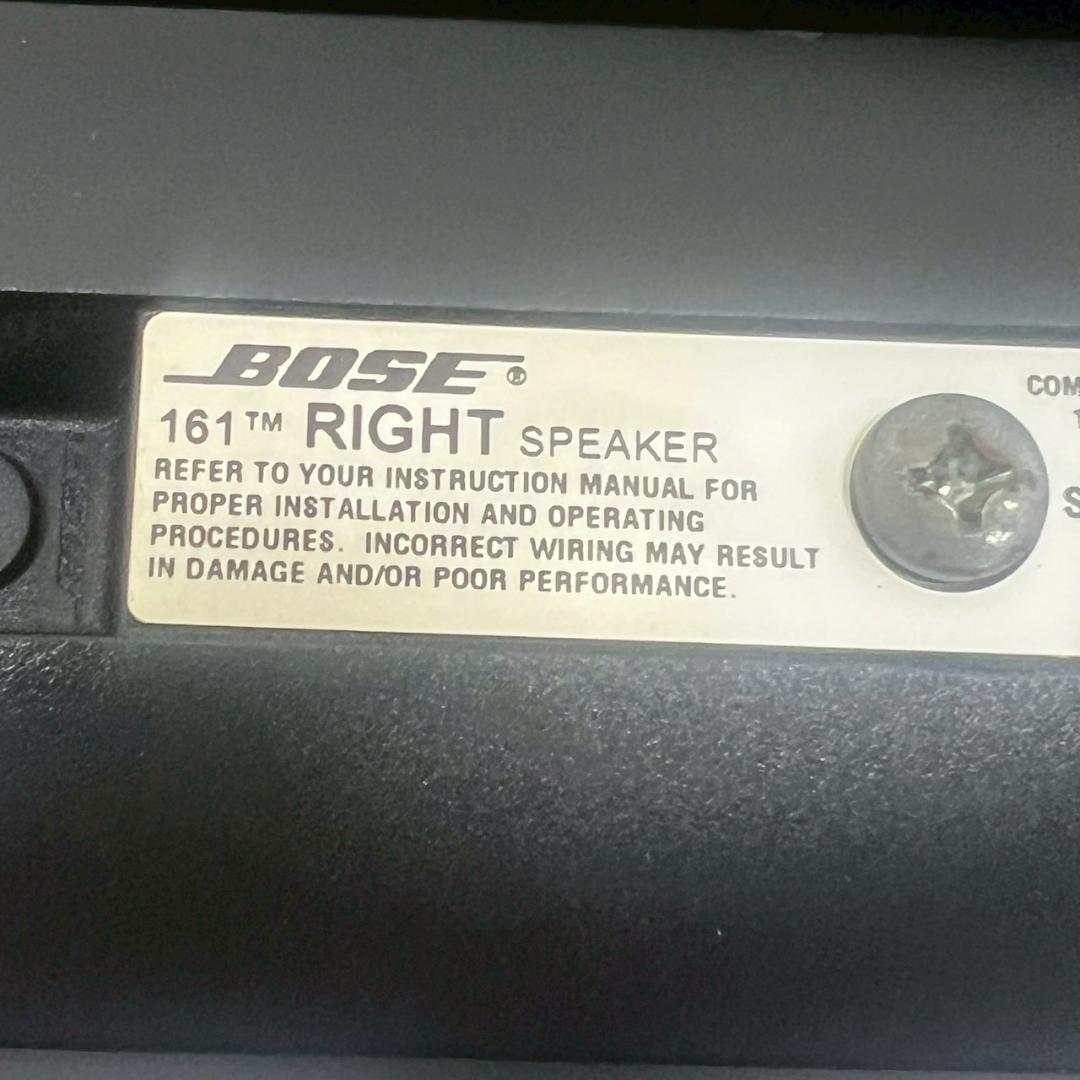 BOSE®
161™ RIGHT SPEAKER
REFER TO YOUR INSTRUCTION MANUAL FOR
PROPER INSTALLATION AND OPERATING
PROCEDURES. INCORRECT WIRING MAY RESULT
IN DAMAGE AND/OR POOR PERFORMANCE.